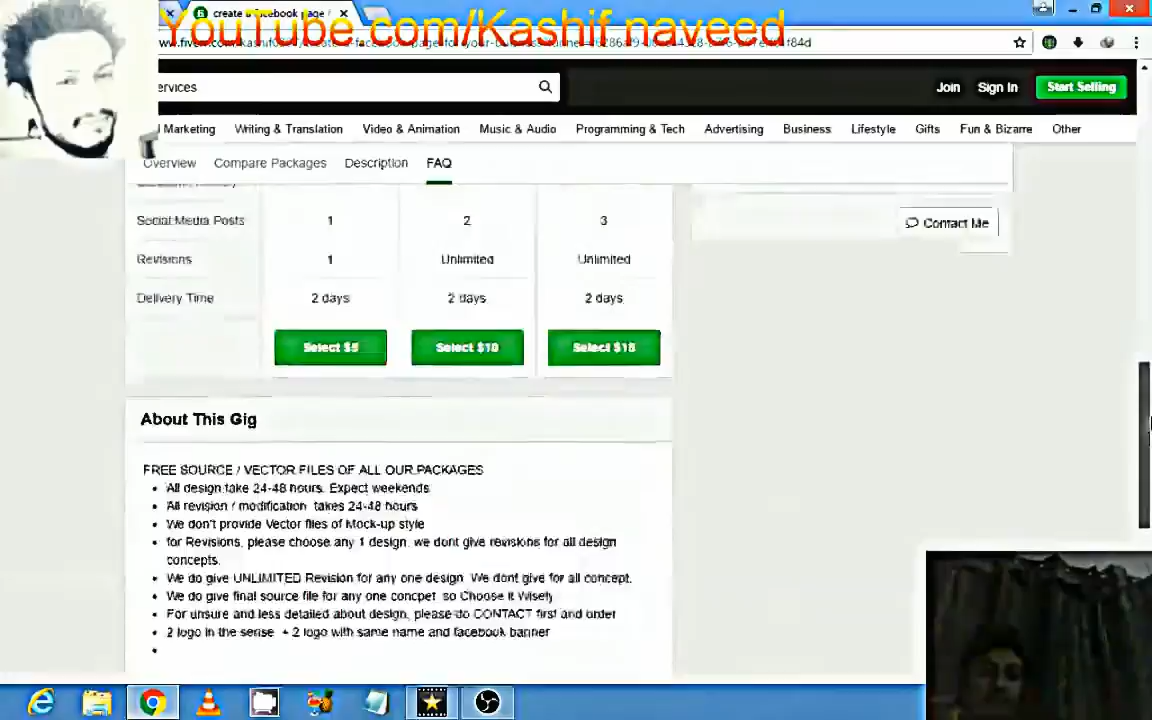 create a facebook page /
YouTube.com/Kashif naveed
ervices
Join
Sign In
Start Selling
Marketing
Writing & Translation
Video & Animation
Music & Audio
Programming & Tech
Advertising
Business
Lifestyle
Gifts
Fun & Bizarre
Other
Overview
Compare Packages
Description
FAQ
Social Media Posts 1 2 3
Contact Me
Revisions 1 Unlimited Unlimited
Delivery Time 2 days 2 days 2 days
Select $5 Select $10 Select $15
About This Gig
FREE SOURCE / VECTOR FILES OF ALL OUR PACKAGES
All design take 24-48 hours. Expect weekends
All revision / modification takes 24-48 hours
We don't provide Vector files of Mock-up style
for Revisions, please choose any 1 design, we dont give revisions for all design
concepts.
We do give UNLIMITED Revision for any one design. We dont give for all concept.
We do give final source file for any one concpet so Choose it Wisely
For unsure and less detailed about design, please do CONTACT first and order
2 logo in the sense + 2 logo with same name and facebook banner